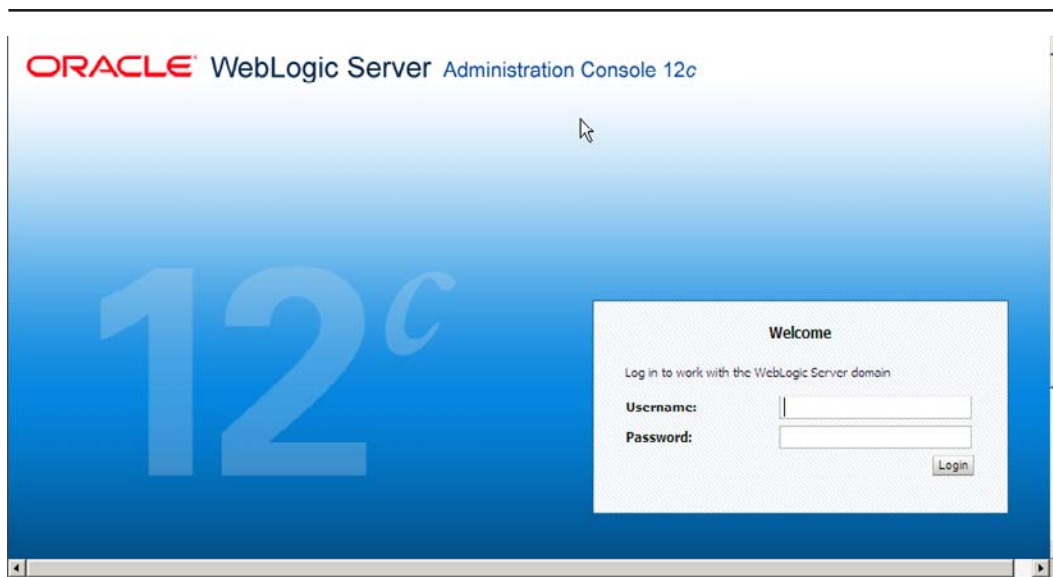 ORACLE WebLogic Server Administration Console 12c
12c
Welcome
Log in to work with the WebLogic Server domain
Username:
Password:
Login